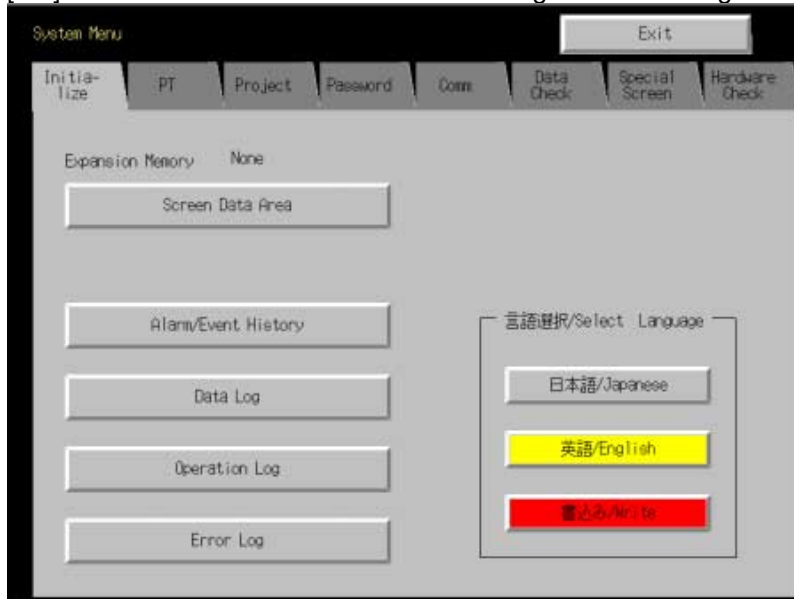 System Menu
Exit
Initia-
lize
PT
Project
Password
Comm
Data
Check
Special
Screen
Hardware
Check
Expansion Memory None
Screen Data Area
Alarm/Event History
Data Log
Operation Log
Error Log
言語選択/Select Language
日本語/Japanese
英語/English
書込み/Write